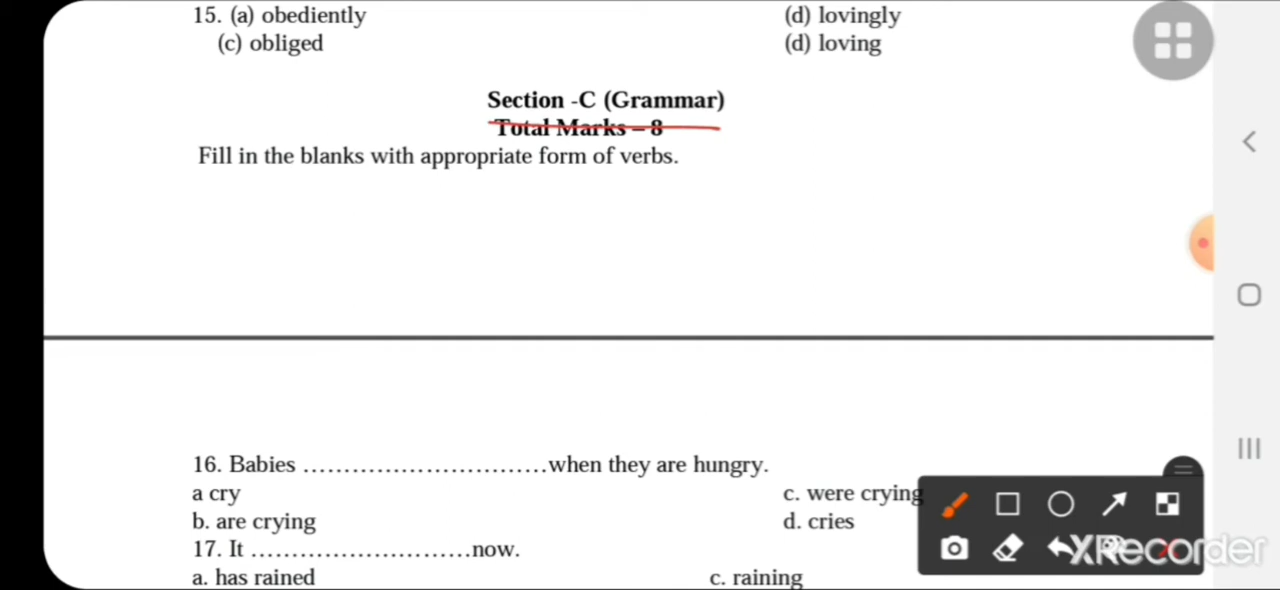 15. (a) obediently (d) lovingly
(c) obliged (d) loving
Section -C (Grammar)
Total Marks – 8
Fill in the blanks with appropriate form of verbs.
16. Babies ..............................when they are hungry.
a cry c. were crying
b. are crying d. cries
17. It ...........................now.
a. has rained c. raining
XRecorder